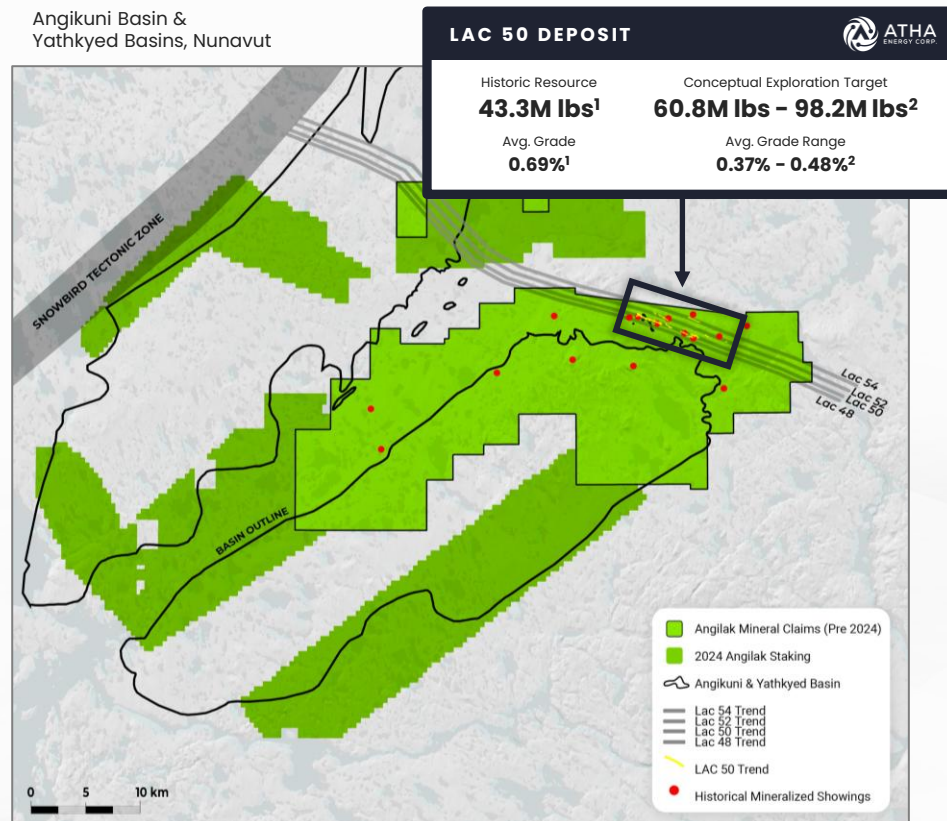 Angikuni Basin &
Yathkyed Basins, Nunavut
LAC 50 DEPOSIT
ATHA
ENERGY CORP.
Historic Resource
43.3M lbs¹
Avg. Grade
0.69%¹
Conceptual Exploration Target
60.8M lbs - 98.2M lbs²
Avg. Grade Range
0.37% - 0.48%²
SNOWBIRD TECTONIC ZONE
Lac 54
Lac 52
Lac 50
Lac 48
BASIN OUTLINE
Angilak Mineral Claims (Pre 2024)
2024 Angilak Staking
Angikuni & Yathkyed Basin
Lac 54 Trend
Lac 52 Trend
Lac 50 Trend
Lac 48 Trend
LAC 50 Trend
Historical Mineralized Showings
0 5 10 km